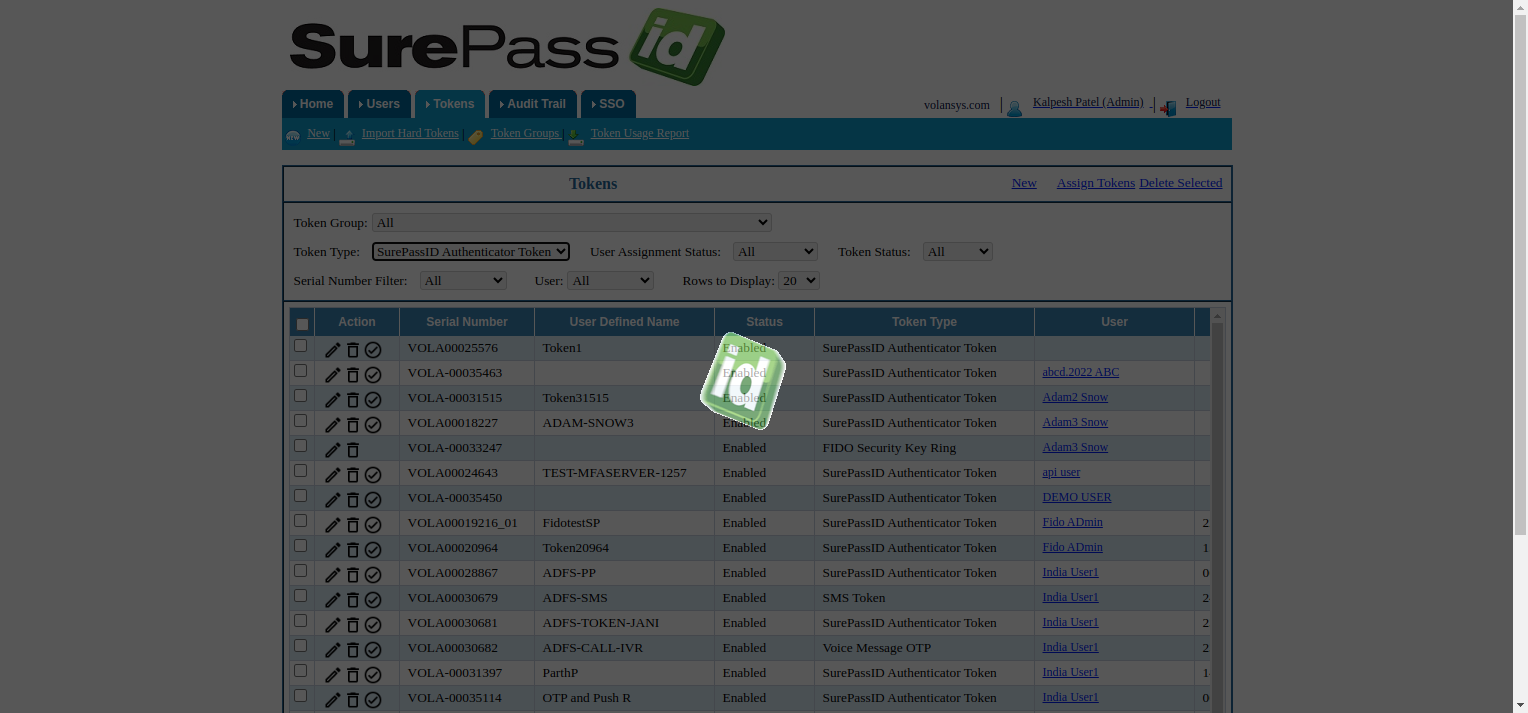 SurePass id
Home Users Tokens Audit Trail SSO volansys.com Kalpesh Patel (Admin) Logout
New Import Hard Tokens Token Groups Token Usage Report
Tokens New Assign Tokens Delete Selected
Token Group: All
Token Type: SurePassID Authenticator Token User Assignment Status: All Token Status: All
Serial Number Filter: All User: All Rows to Display: 20
Action Serial Number User Defined Name Status Token Type User
VOLA00025576 Token1 Enabled SurePassID Authenticator Token
VOLA-00035463 Enabled SurePassID Authenticator Token abcd.2022 ABC
VOLA-00031515 Token31515 Enabled SurePassID Authenticator Token Adam2 Snow
VOLA00018227 ADAM-SNOW3 Enabled SurePassID Authenticator Token Adam3 Snow
VOLA-00033247 Enabled FIDO Security Key Ring Adam3 Snow
VOLA00024643 TEST-MFASERVER-1257 Enabled SurePassID Authenticator Token api user
VOLA-00035450 Enabled SurePassID Authenticator Token DEMO USER
VOLA00019216_01 FidotestSP Enabled SurePassID Authenticator Token Fido ADmin 2
VOLA00020964 Token20964 Enabled SurePassID Authenticator Token Fido ADmin 1
VOLA00028867 ADFS-PP Enabled SurePassID Authenticator Token India User1 0
VOLA00030679 ADFS-SMS Enabled SMS Token India User1 2
VOLA00030681 ADFS-TOKEN-JANI Enabled SurePassID Authenticator Token India User1 2
VOLA00030682 ADFS-CALL-IVR Enabled Voice Message OTP India User1 2
VOLA-00031397 ParthP Enabled SurePassID Authenticator Token India User1 1
VOLA-00035114 OTP and Push R Enabled SurePassID Authenticator Token India User1 0
id